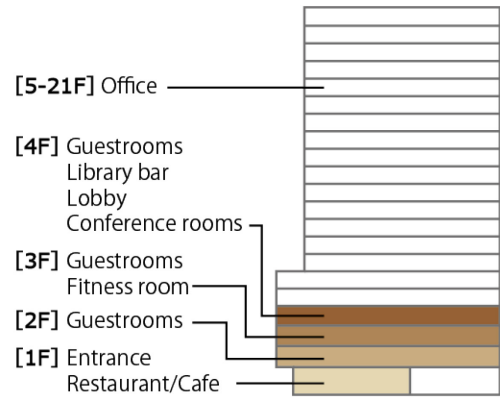 [5-21F] Office
[4F] Guestrooms
Library bar
Lobby
Conference rooms
[3F] Guestrooms
Fitness room
[2F] Guestrooms
[1F] Entrance
Restaurant/Cafe